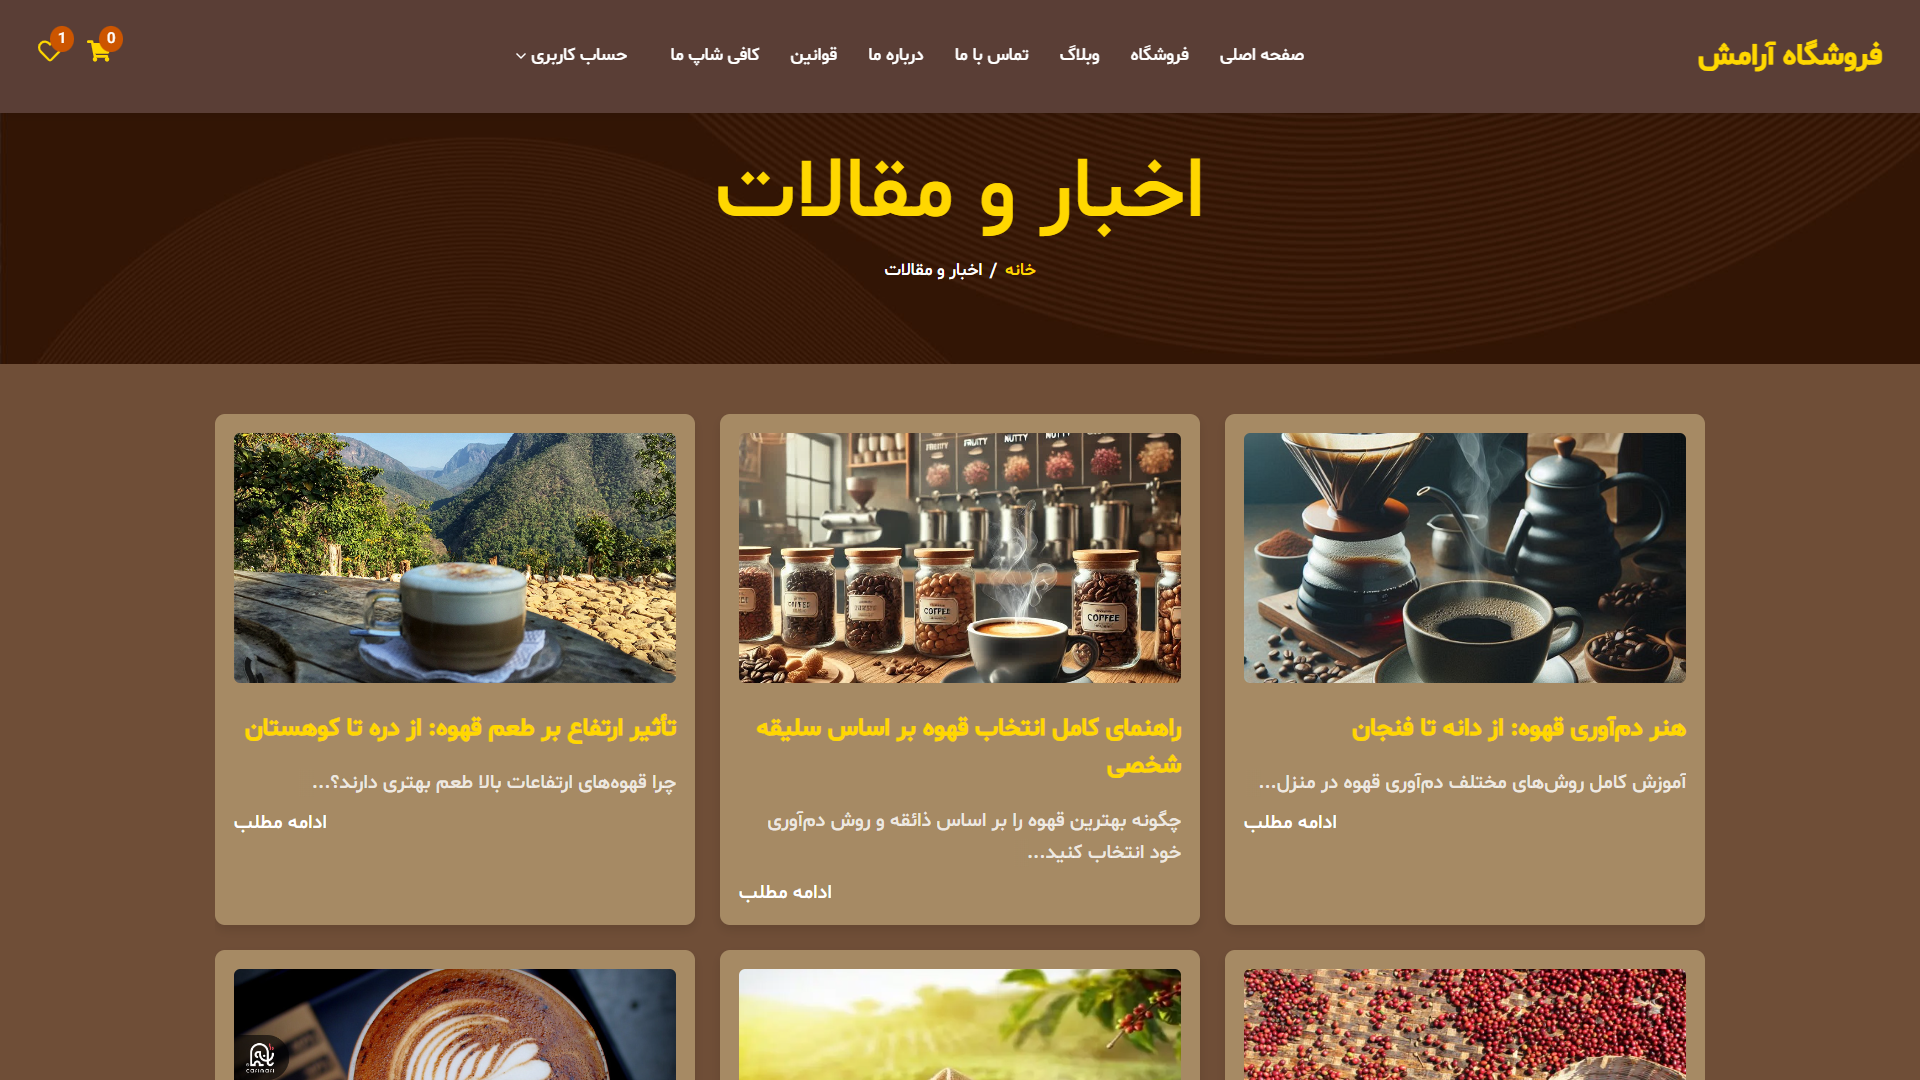 فروشگاه آرامش
صفحه اصلی
فروشگاه
وبلاگ
تماس با ما
درباره ما
قوانین
کافی شاپ ما
حساب کاربری
0
1
اخبار و مقالات
خانه / اخبار و مقالات
هنر دم‌آوری قهوه: از دانه تا فنجان
آموزش کامل روش‌های مختلف دم‌آوری قهوه در منزل...
ادامه مطلب
FRUITY
NUTTY
COFFEE
COFFEE
راهنمای کامل انتخاب قهوه بر اساس سلیقه
شخصی
چگونه بهترین قهوه را بر اساس ذائقه و روش دم‌آوری
خود انتخاب کنید...
ادامه مطلب
تأثیر ارتفاع بر طعم قهوه: از دره تا کوهستان
چرا قهوه‌های ارتفاعات بالا طعم بهتری دارند؟...
ادامه مطلب